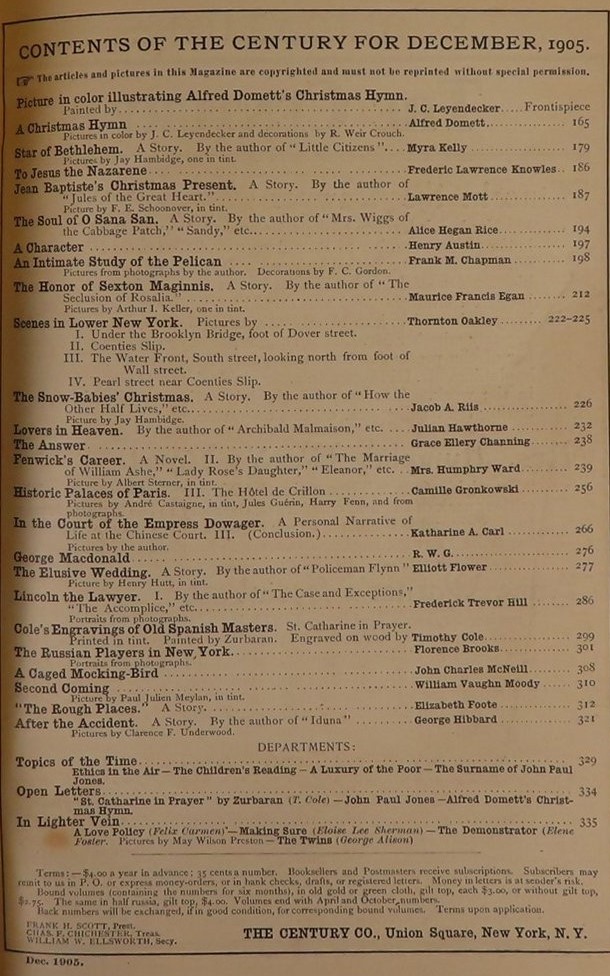 CONTENTS OF THE CENTURY FOR DECEMBER, 1905.
☞ The articles and pictures in this Magazine are copyrighted and must not be reprinted without special permission.
Picture in color illustrating Alfred Domett's Christmas Hymn.
Painted by ..... J. C. Leyendecker ..... Frontispiece
A Christmas Hymn ..... Alfred Domett ..... 165
Pictures in color by J. C. Leyendecker and decorations by R. Weir Crouch.
Star of Bethlehem. A Story. By the author of "Little Citizens" .... Myra Kelly ..... 179
Pictures by Jay Hambidge, one in tint.
To Jesus the Nazarene ..... Frederic Lawrence Knowles.. 186
Jean Baptiste's Christmas Present. A Story. By the author of
"Jules of the Great Heart." ..... Lawrence Mott ..... 187
Picture by F. E. Schoonover, in tint.
The Soul of O Sana San. A Story. By the author of "Mrs. Wiggs of
the Cabbage Patch," "Sandy," etc. ..... Alice Hegan Rice ..... 194
A Character ..... Henry Austin ..... 197
An Intimate Study of the Pelican ..... Frank M. Chapman ..... 198
Pictures from photographs by the author. Decorations by F. C. Gordon.
The Honor of Sexton Maginnis. A Story. By the author of "The
Seclusion of Rosalia." ..... Maurice Francis Egan ..... 212
Pictures by Arthur I. Keller, one in tint.
Scenes in Lower New York. Pictures by ..... Thornton Oakley ..... 222-225
I. Under the Brooklyn Bridge, foot of Dover street.
II. Coenties Slip.
III. The Water Front, South street, looking north from foot of
Wall street.
IV. Pearl street near Coenties Slip.
The Snow-Babies' Christmas. A Story. By the author of "How the
Other Half Lives," etc. ..... Jacob A. Riis ..... 226
Picture by Jay Hambidge.
Lovers in Heaven. By the author of "Archibald Malmaison," etc. .... Julian Hawthorne ..... 232
The Answer ..... Grace Ellery Channing ..... 238
Fenwick's Career. A Novel. II. By the author of "The Marriage
of William Ashe," "Lady Rose's Daughter," "Eleanor," etc. .. Mrs. Humphry Ward ..... 239
Picture by Albert Sterner, in tint.
Historic Palaces of Paris. III. The Hôtel de Crillon ..... Camille Gronkowski ..... 256
Pictures by André Castaigne, in tint, Jules Guérin, Harry Fenn, and from
photographs.
In the Court of the Empress Dowager. A Personal Narrative of
Life at the Chinese Court. III. (Conclusion.) ..... Katharine A. Carl ..... 266
Pictures by the author.
George Macdonald ..... R. W. G. ..... 276
The Elusive Wedding. A Story. By the author of "Policeman Flynn" Elliott Flower ..... 277
Picture by Henry Hutt, in tint.
Lincoln the Lawyer. I. By the author of "The Case and Exceptions,"
"The Accomplice," etc. ..... Frederick Trevor Hill ..... 286
Portraits from photographs.
Cole's Engravings of Old Spanish Masters. St. Catharine in Prayer.
Printed in tint. Painted by Zurbaran. Engraved on wood by Timothy Cole ..... 299
The Russian Players in New York ..... Florence Brooks ..... 301
Portraits from photographs.
A Caged Mocking-Bird ..... John Charles McNeill ..... 308
Second Coming ..... William Vaughn Moody ..... 310
Picture by Paul Julien Meylan, in tint.
"The Rough Places." A Story ..... Elizabeth Foote ..... 312
After the Accident. A Story. By the author of "Iduna" ..... George Hibbard ..... 321
Pictures by Clarence F. Underwood.
DEPARTMENTS:
Topics of the Time ..... 329
Ethics in the Air—The Children's Reading—A Luxury of the Poor—The Surname of John Paul
Jones.
Open Letters ..... 334
"St. Catharine in Prayer" by Zurbaran (T. Cole)—John Paul Jones—Alfred Domett's Christ-
mas Hymn.
In Lighter Vein ..... 335
A Love Policy (Felix Carmen)—Making Sure (Eloise Lee Sherman)—The Demonstrator (Elene
Foster. Pictures by May Wilson Preston—The Twins (George Alison)
Terms:—$4.00 a year in advance; 35 cents a number. Booksellers and Postmasters receive subscriptions. Subscribers may
remit to us in P. O. or express money-orders, or in bank checks, drafts, or registered letters. Money in letters is at sender's risk.
Bound volumes (containing the numbers for six months), in old gold or green cloth, gilt top, each $3.00, or without gilt top,
$2.75. The same in half russia, gilt top, $4.00. Volumes end with April and October numbers.
Back numbers will be exchanged, if in good condition, for corresponding bound volumes. Terms upon application.
FRANK H. SCOTT, Prest.
CHAS. F. CHICHESTER, Treas.
WILLIAM W. ELLSWORTH, Secy.
THE CENTURY CO., Union Square, New York, N. Y.
Dec. 1905.